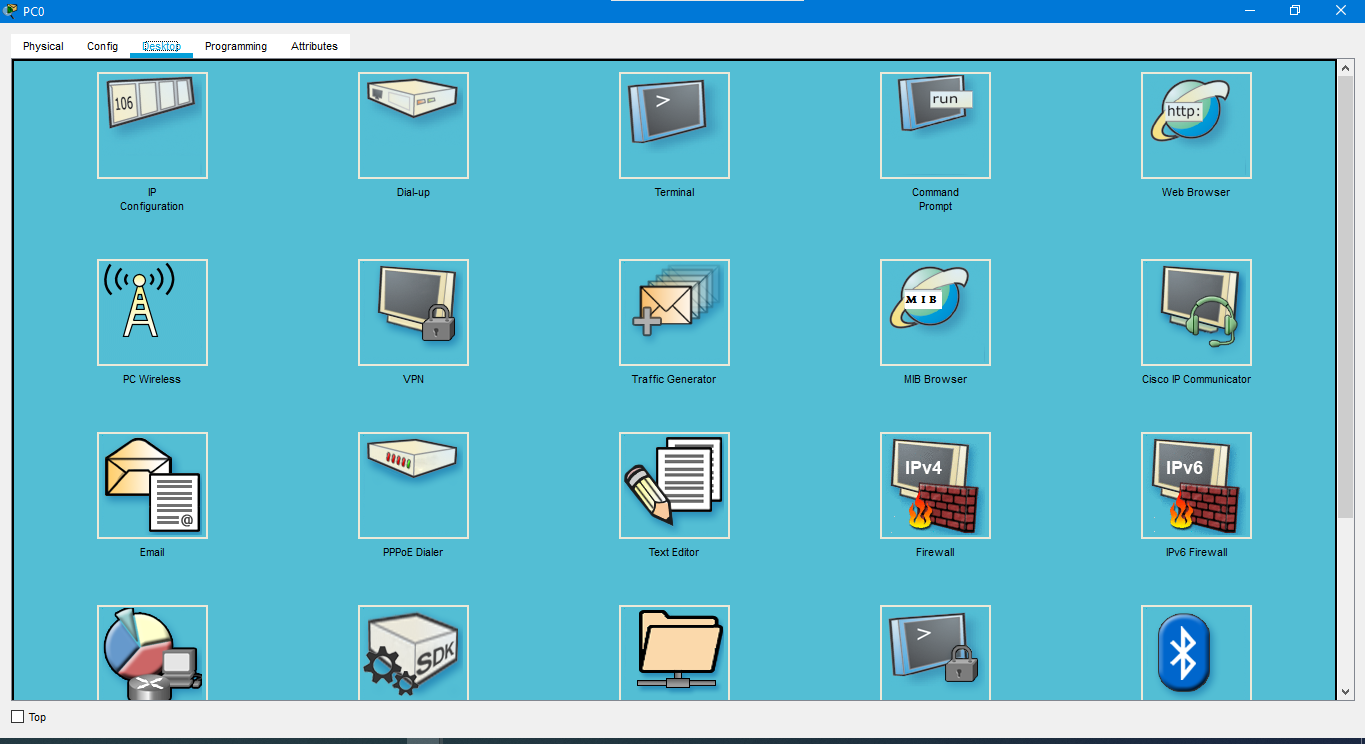 PC0
Physical Config Desktop Programming Attributes
106
>
run
http:
IP
Configuration
Dial-up
Terminal
Command
Prompt
Web Browser
MIB
PC Wireless
VPN
Traffic Generator
MIB Browser
Cisco IP Communicator
@
IPv4
IPv6
Email
PPPoE Dialer
Text Editor
Firewall
IPv6 Firewall
SDK
>
Top